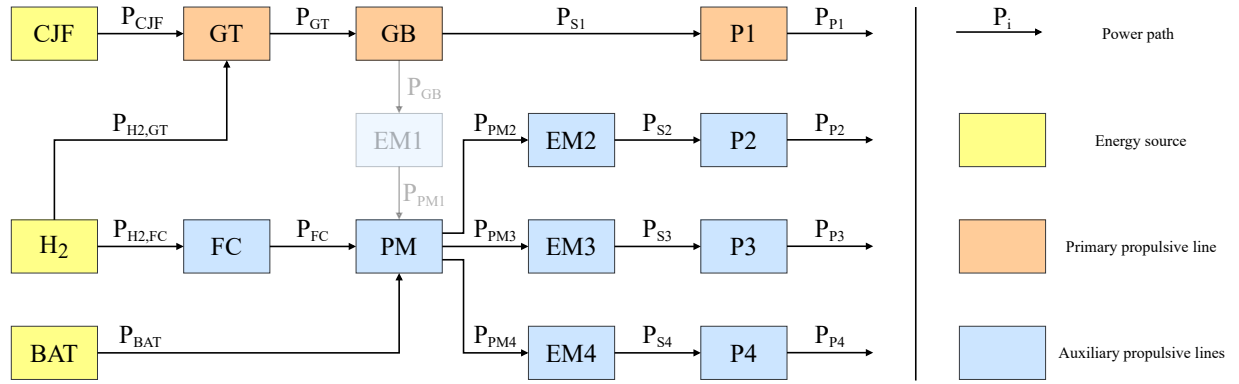 P_CJF P_GT P_S1 P_P1 P_i
CJF GT GB P1 Power path
P_GB
P_H2,GT EM1 P_PM2 EM2 P_S2 P2 P_P2 Energy source
P_PM1
H_2 P_H2,FC FC P_FC PM P_PM3 EM3 P_S3 P3 P_P3 Primary propulsive line
BAT P_BAT P_PM4 EM4 P_S4 P4 P_P4 Auxiliary propulsive lines